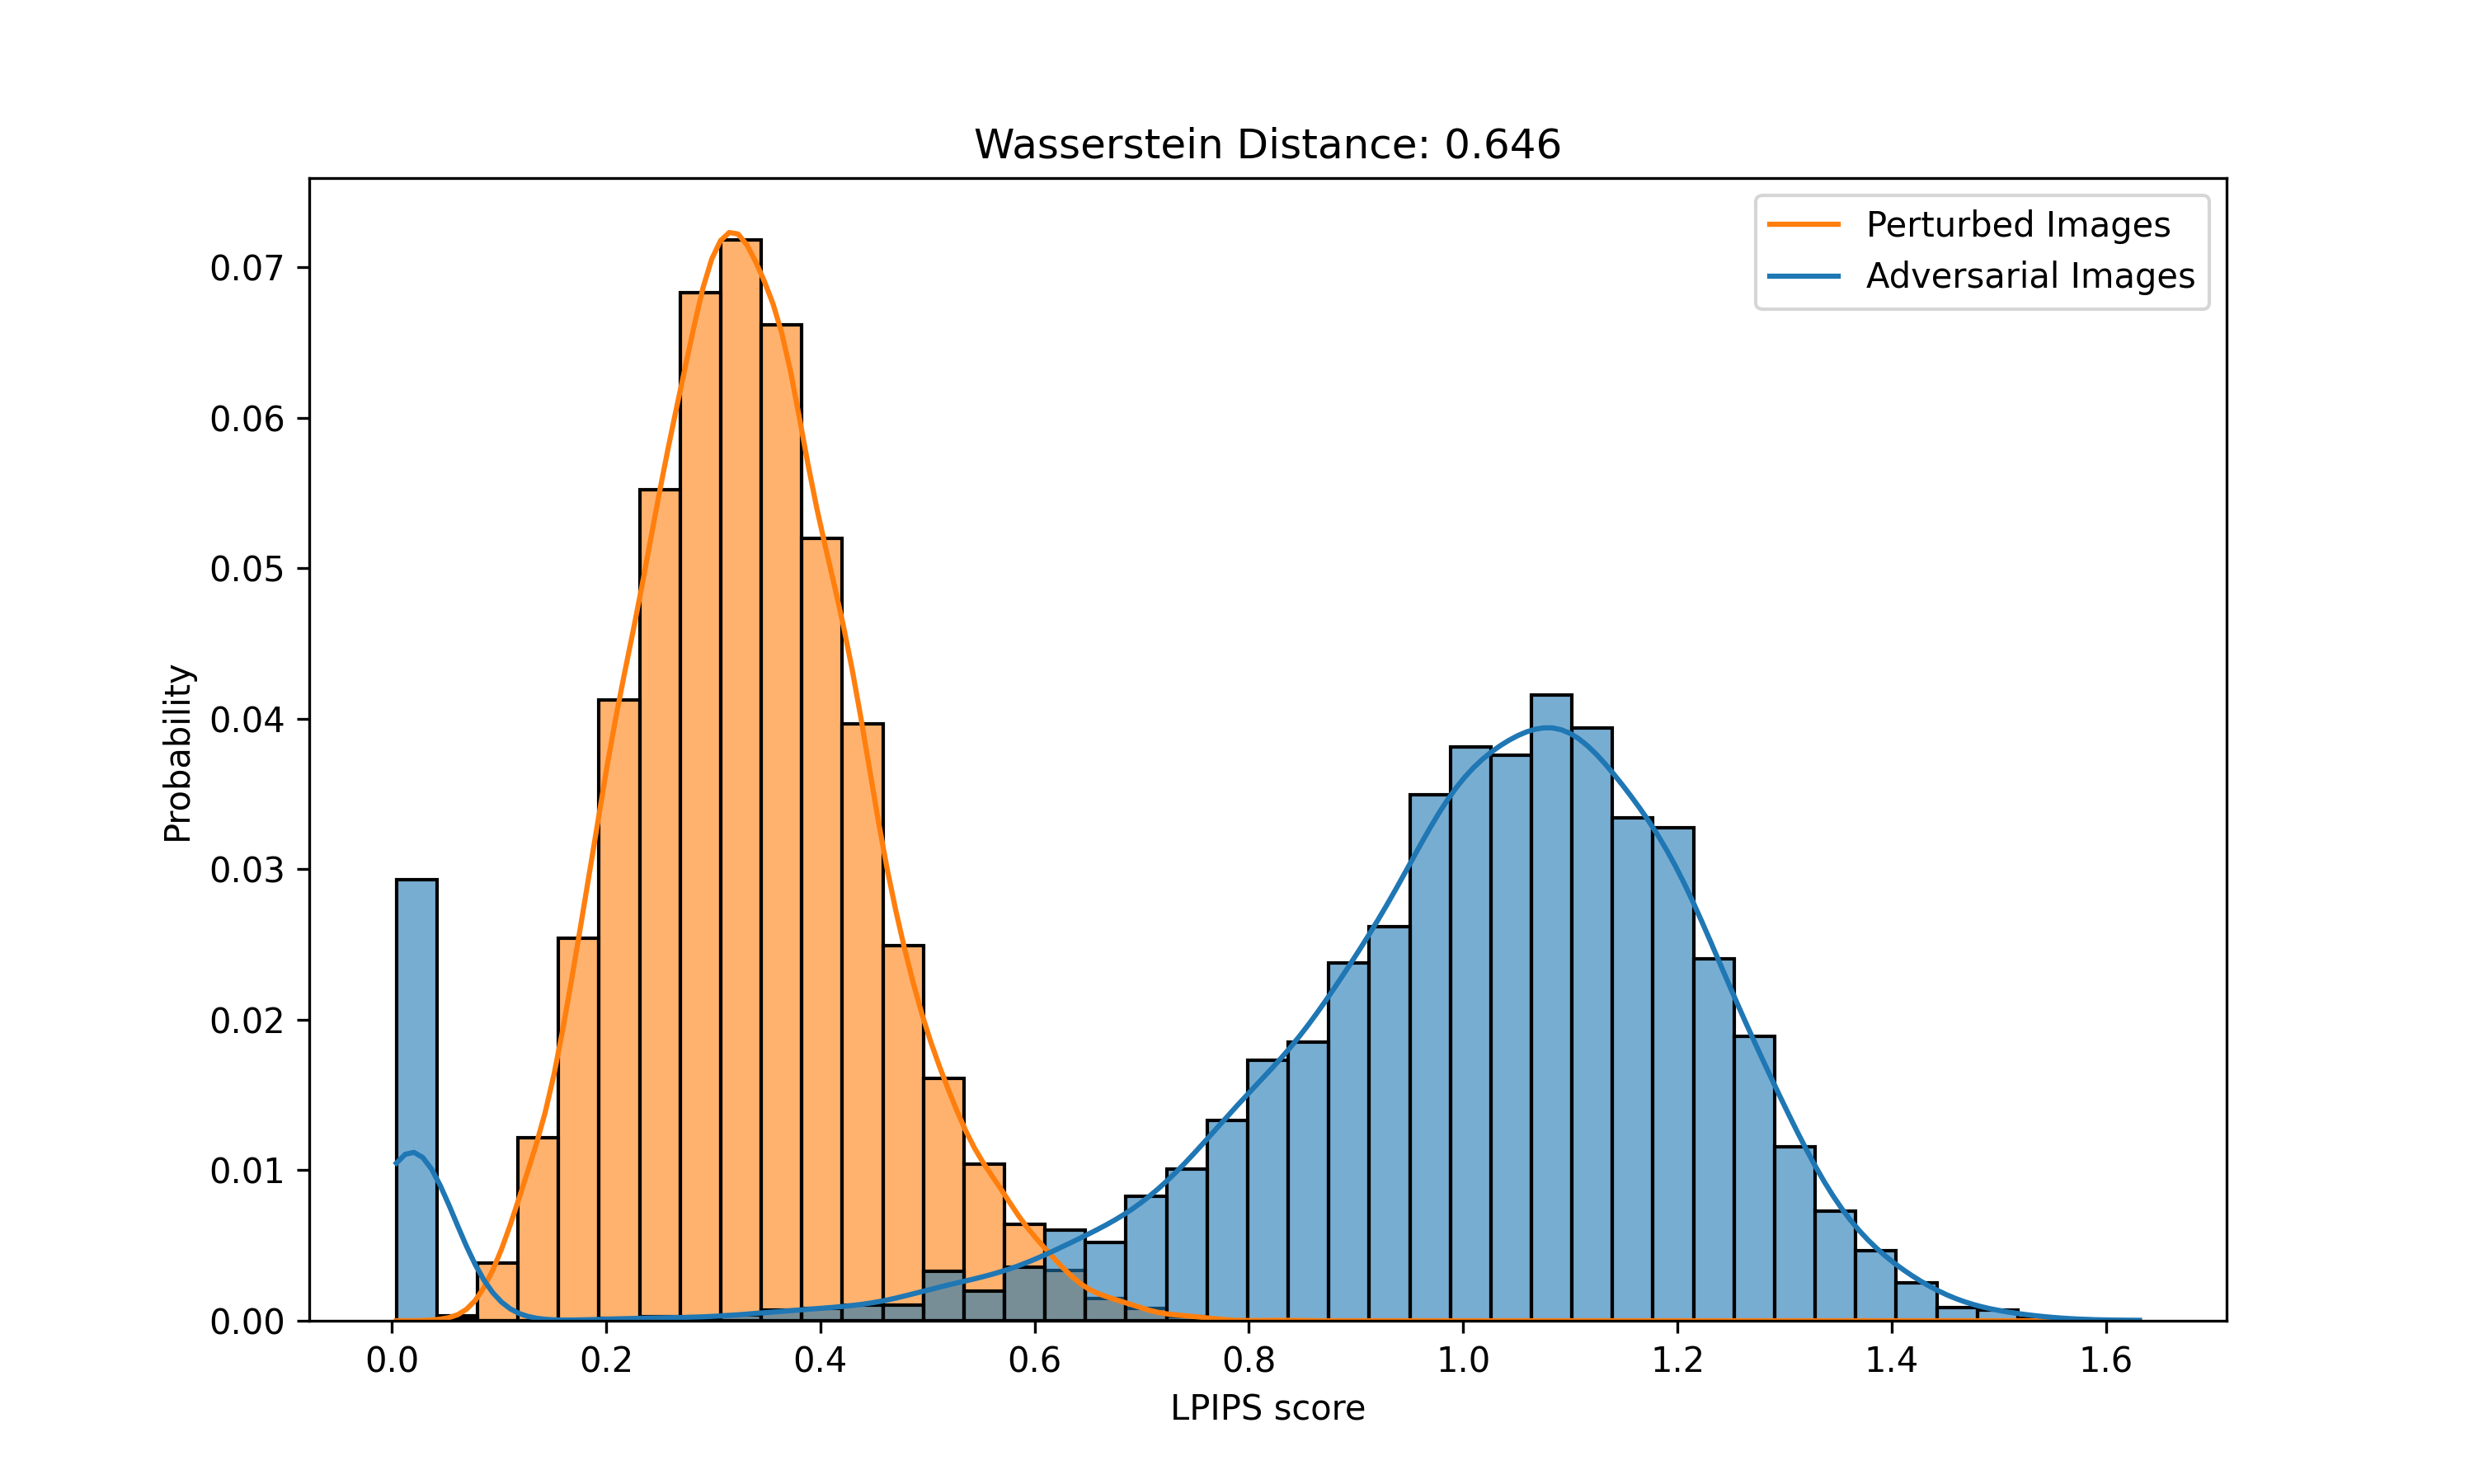 Wasserstein Distance: 0.646
Perturbed Images
Adversarial Images
Probability
0.07
0.06
0.05
0.04
0.03
0.02
0.01
0.00
0.0 0.2 0.4 0.6 0.8 1.0 1.2 1.4 1.6
LPIPS score